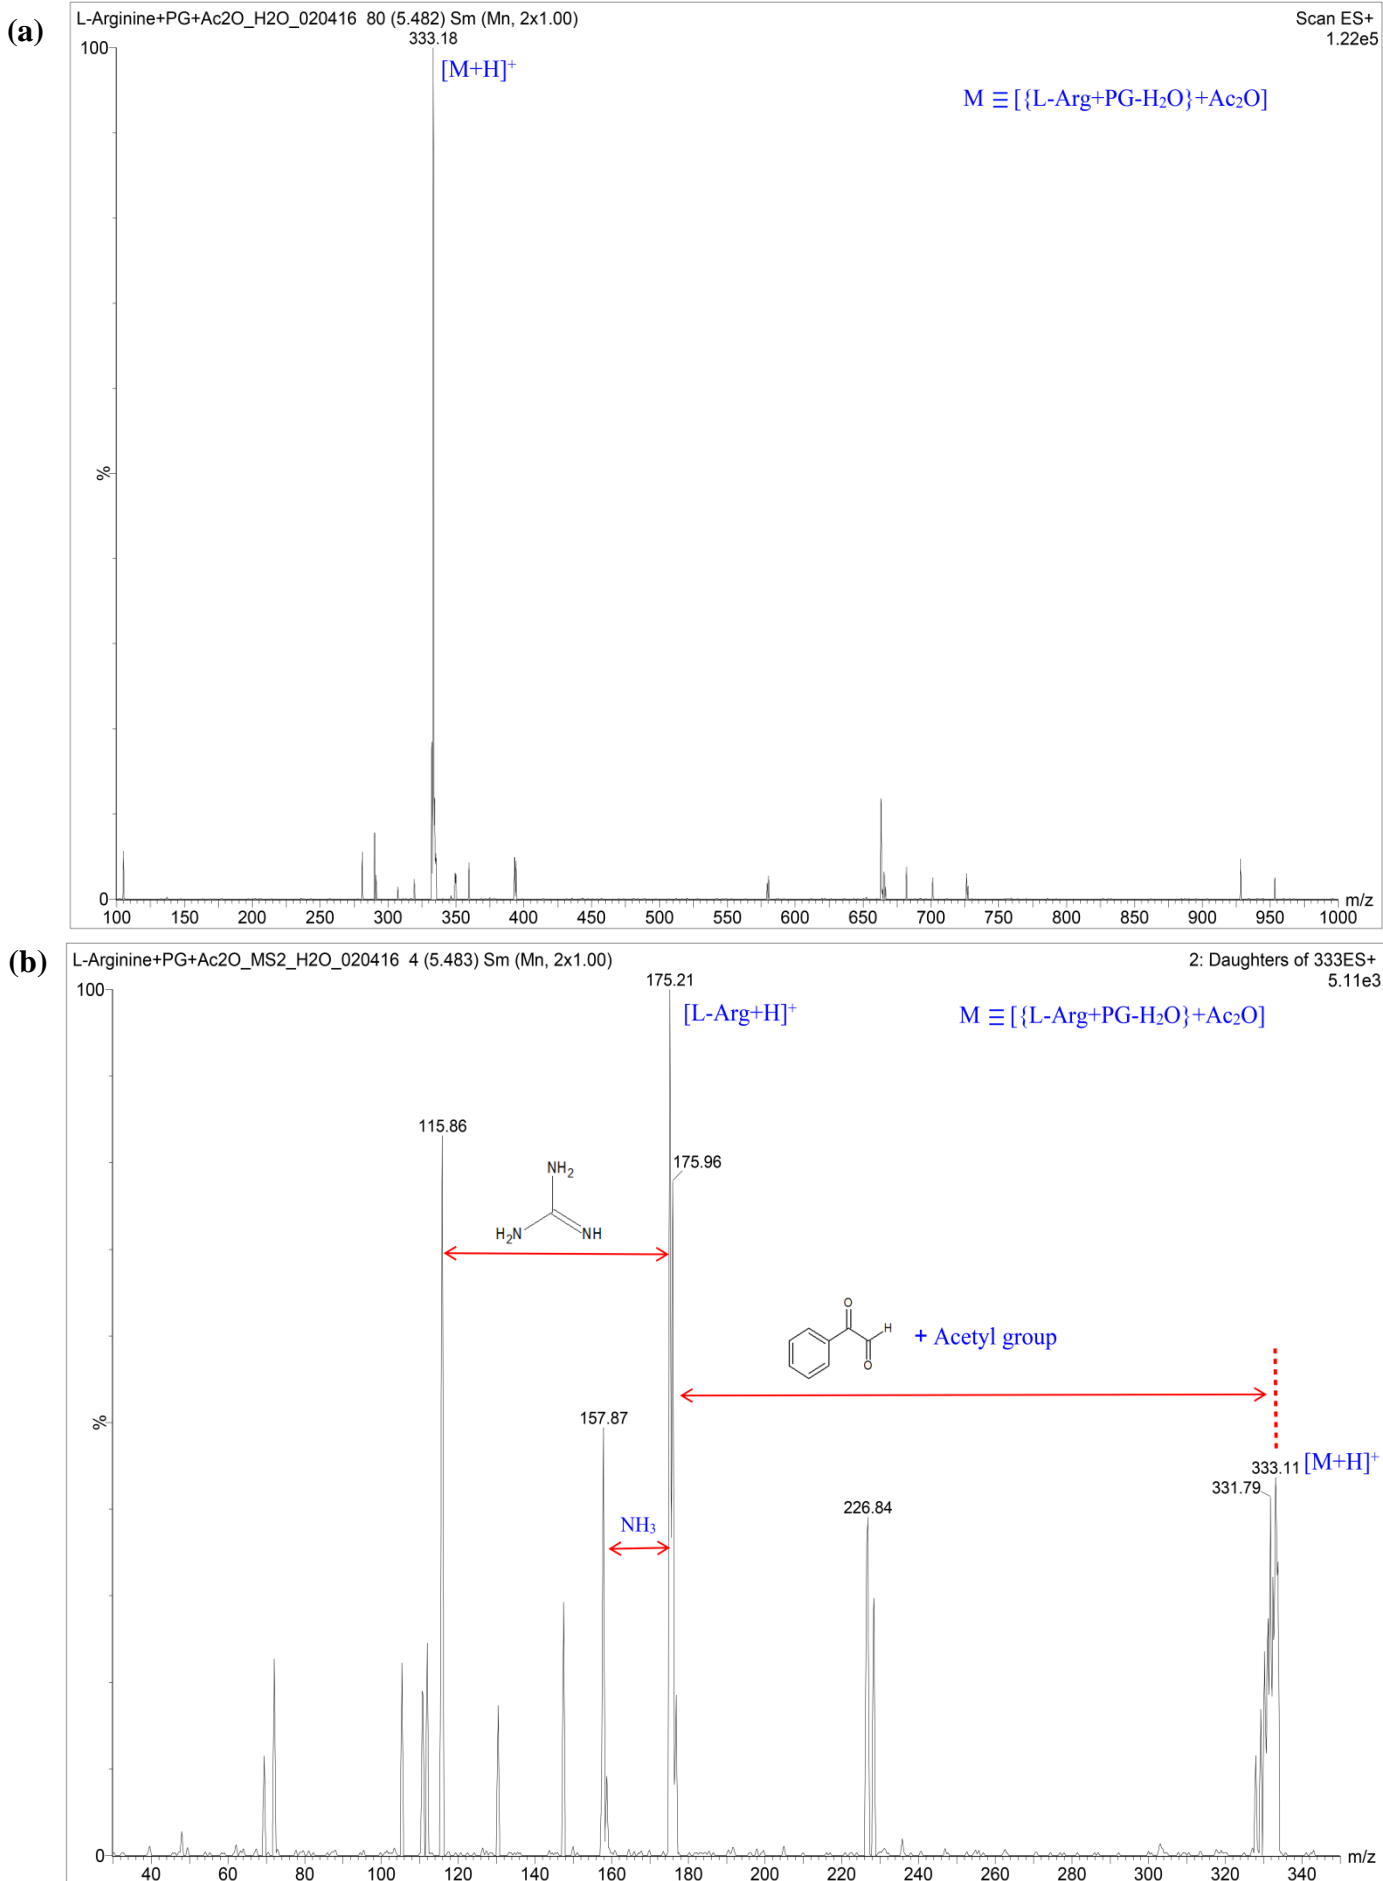 (a)
L-Arginine+PG+Ac2O_H2O_020416 80 (5.482) Sm (Mn, 2x1.00)
Scan ES+
1.22e5
333.18
100
[M+H]⁺
M ≡ [{L-Arg+PG-H₂O}+Ac₂O]
%
0
100 150 200 250 300 350 400 450 500 550 600 650 700 750 800 850 900 950 1000 m/z
(b)
L-Arginine+PG+Ac2O_MS2_H2O_020416 4 (5.483) Sm (Mn, 2x1.00)
2: Daughters of 333ES+
5.11e3
175.21
100
[L-Arg+H]⁺
M ≡ [{L-Arg+PG-H₂O}+Ac₂O]
115.86
175.96
NH₂
H₂N
NH
O
H
O
+ Acetyl group
%
157.87
333.11 [M+H]⁺
331.79
226.84
NH₃
0
40 60 80 100 120 140 160 180 200 220 240 260 280 300 320 340 m/z